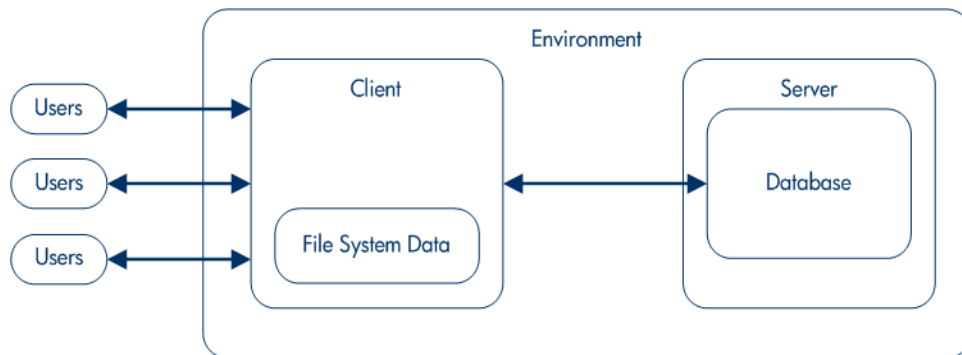 Environment
Client
Server
Users
Users
Database
Users
File System Data